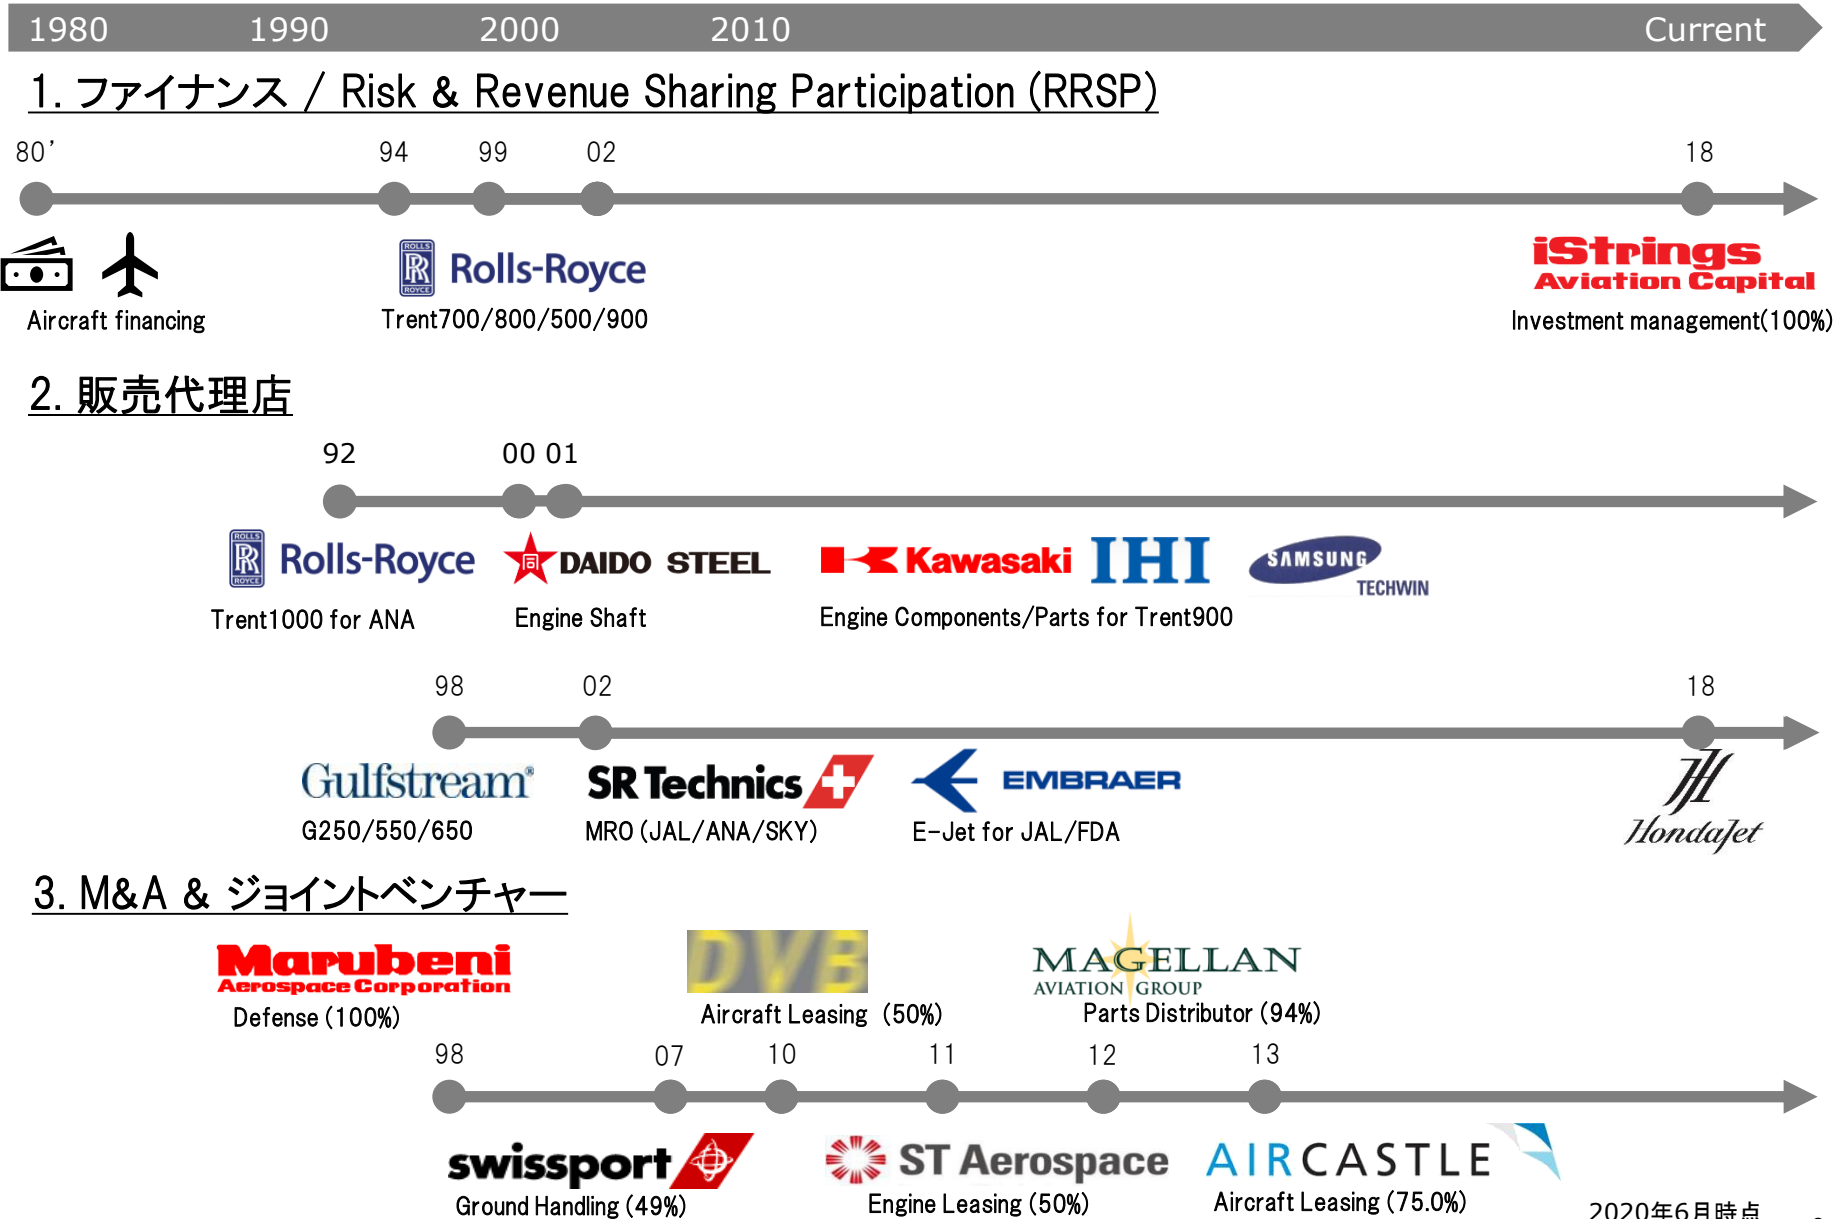 1980 1990 2000 2010 Current
1. ファイナンス / Risk & Revenue Sharing Participation (RRSP)
80' 94 99 02 18
ROLLS ROYCE Rolls-Royce
iStrings
Aviation Capital
Aircraft financing
Trent700/800/500/900
Investment management(100%)
2. 販売代理店
92 00 01
ROLLS ROYCE Rolls-Royce
同 DAIDO STEEL
Kawasaki
IHI
SAMSUNG
TECHWIN
Trent1000 for ANA
Engine Shaft
Engine Components/Parts for Trent900
98 02 18
Gulfstream®
SR Technics
EMBRAER
HondaJet
G250/550/650
MRO (JAL/ANA/SKY)
E-Jet for JAL/FDA
3. M&A & ジョイントベンチャー
Marubeni
Aerospace Corporation
DVB
MAGELLAN
AVIATION GROUP
Defense (100%)
Aircraft Leasing (50%)
Parts Distributor (94%)
98 07 10 11 12 13
swissport
ST Aerospace
AIRCASTLE
Ground Handling (49%)
Engine Leasing (50%)
Aircraft Leasing (75.0%)
2020年6月時点